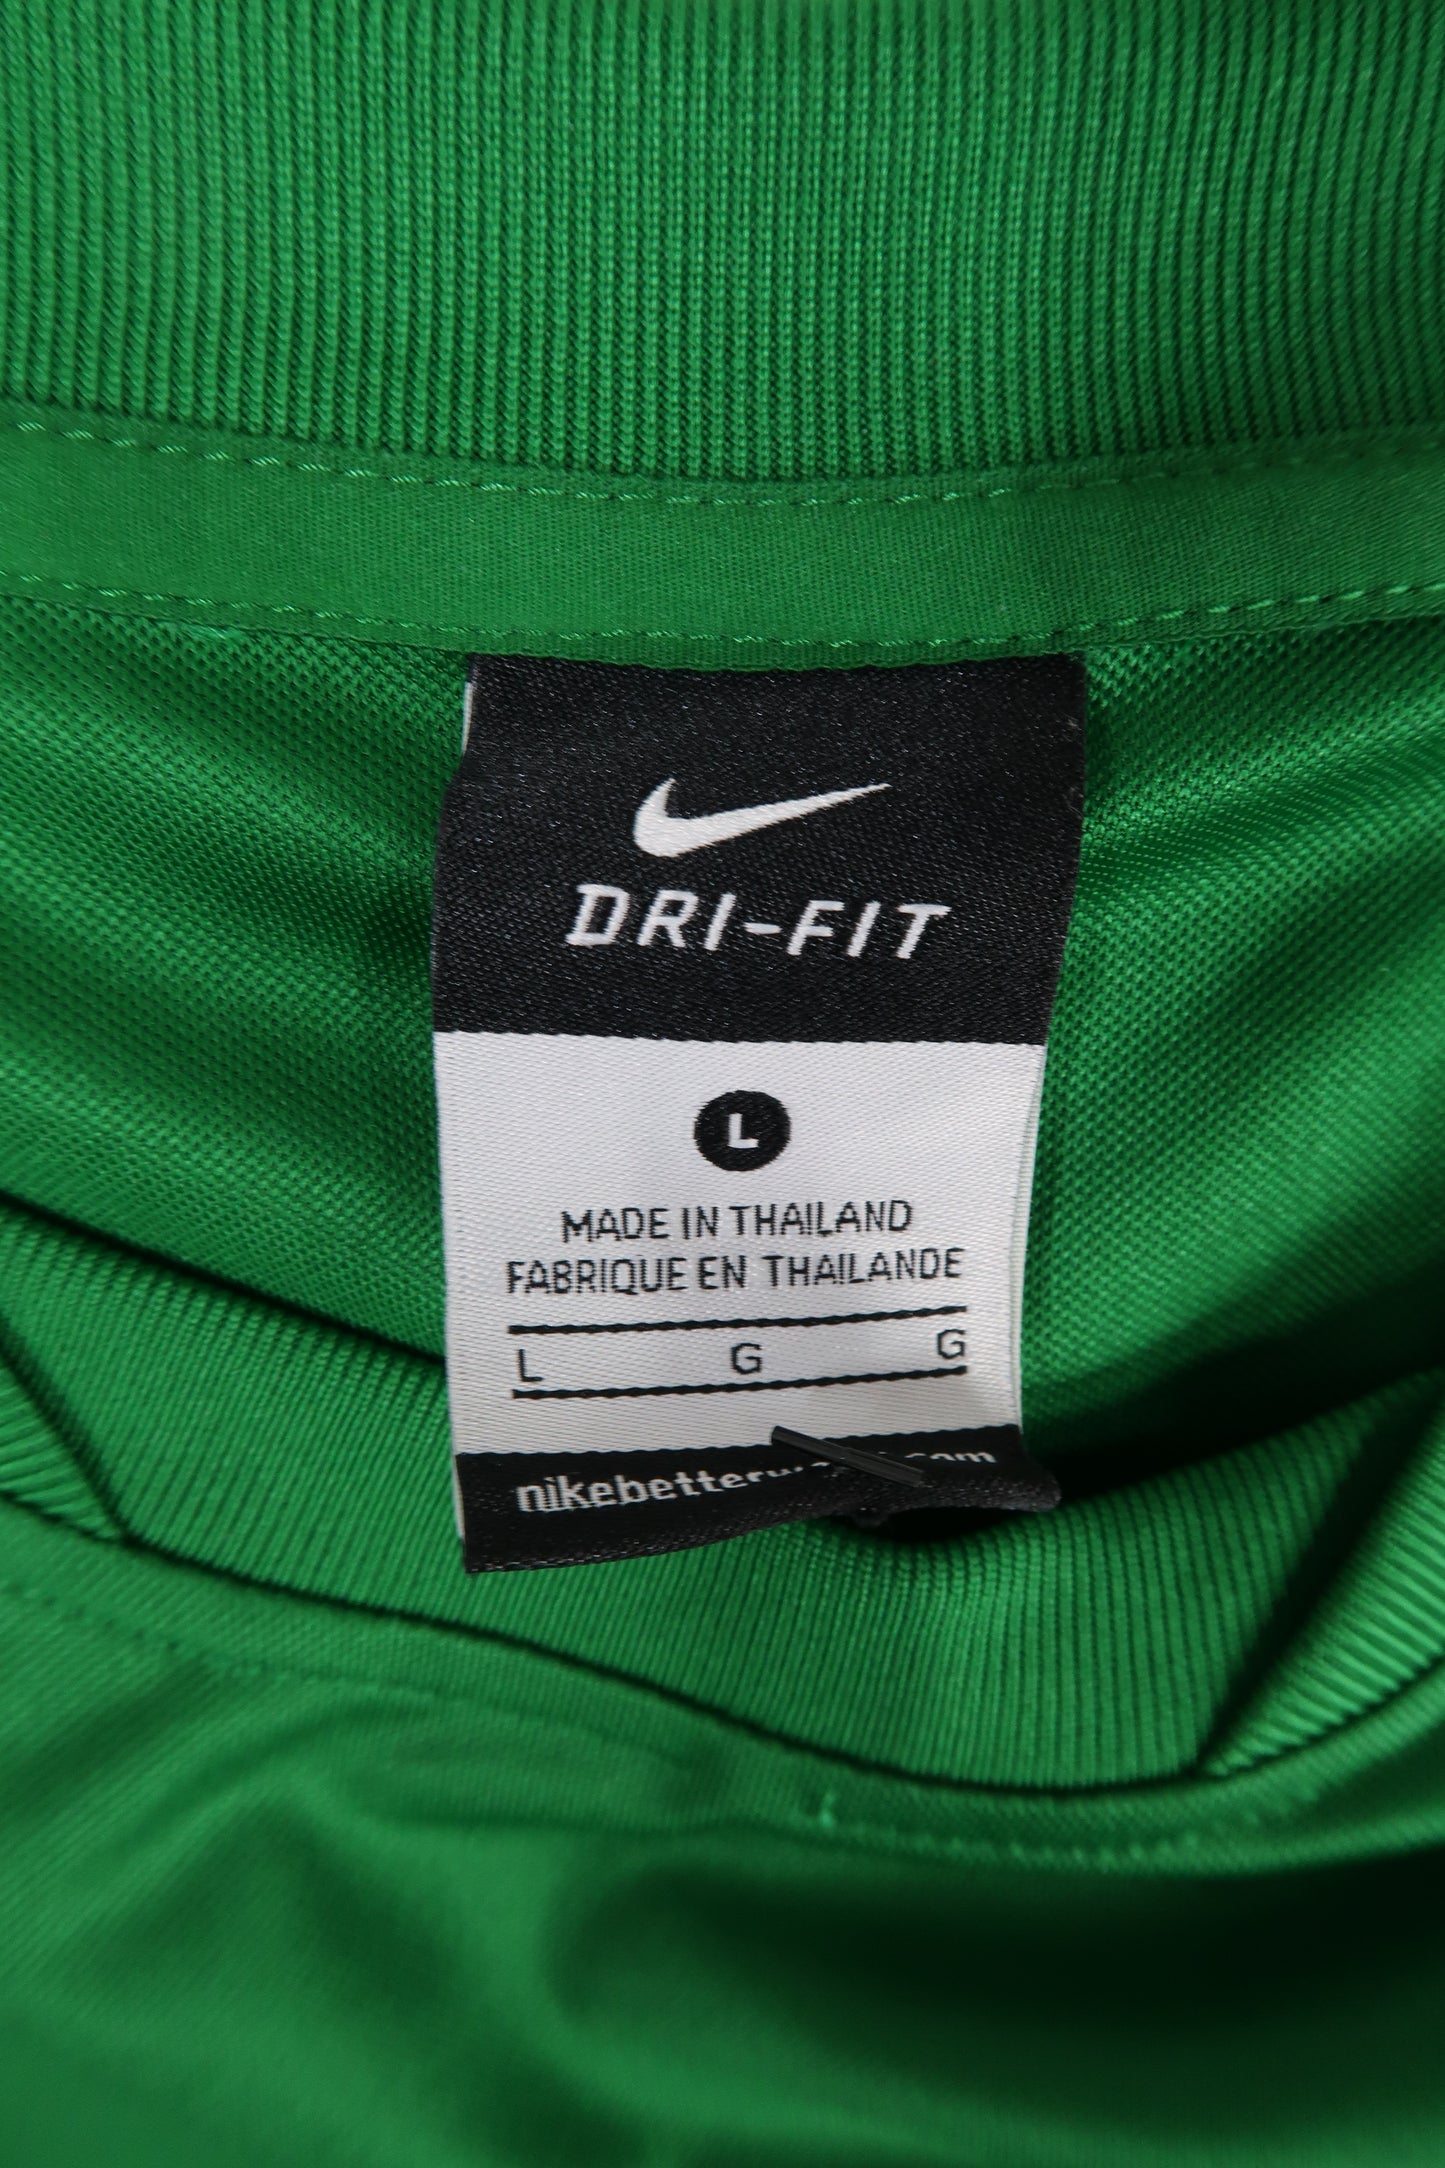 DRI-FIT
L
MADE IN THAILAND
FABRIQUE EN THAILANDE
L G G